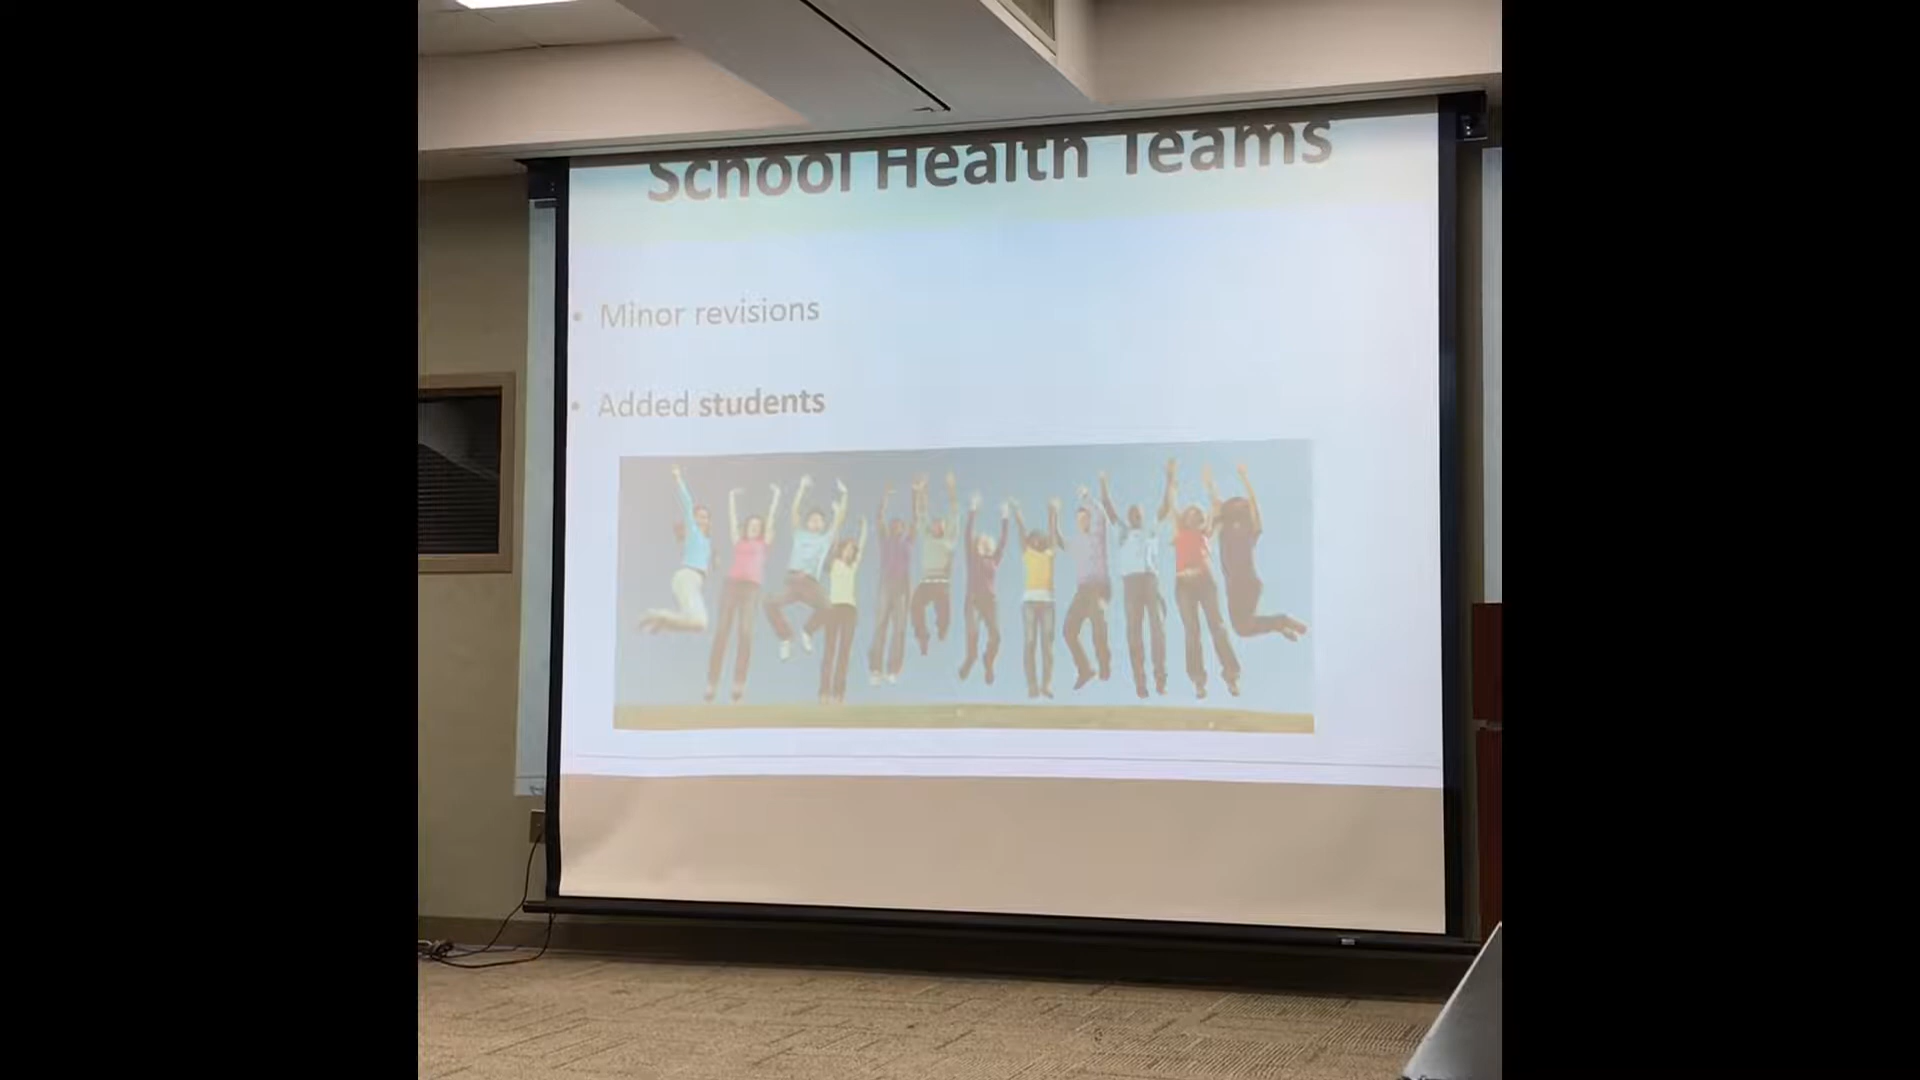 School Health Teams
• Minor revisions
• Added students